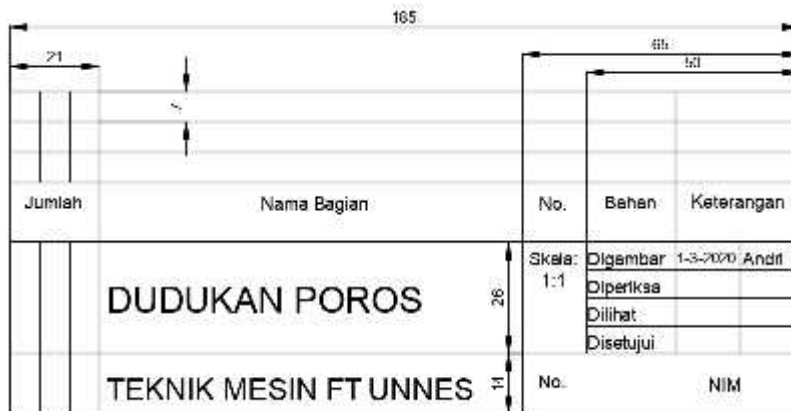 185
65
21
50
7
Jumlah Nama Bagian No. Bahan Keterangan
Skala: Digambar 1-3-2020 Andri
1:1 Diperiksa
DUDUKAN POROS 26
Dilihat
Disetujui
TEKNIK MESIN FT UNNES 14 No. NIM